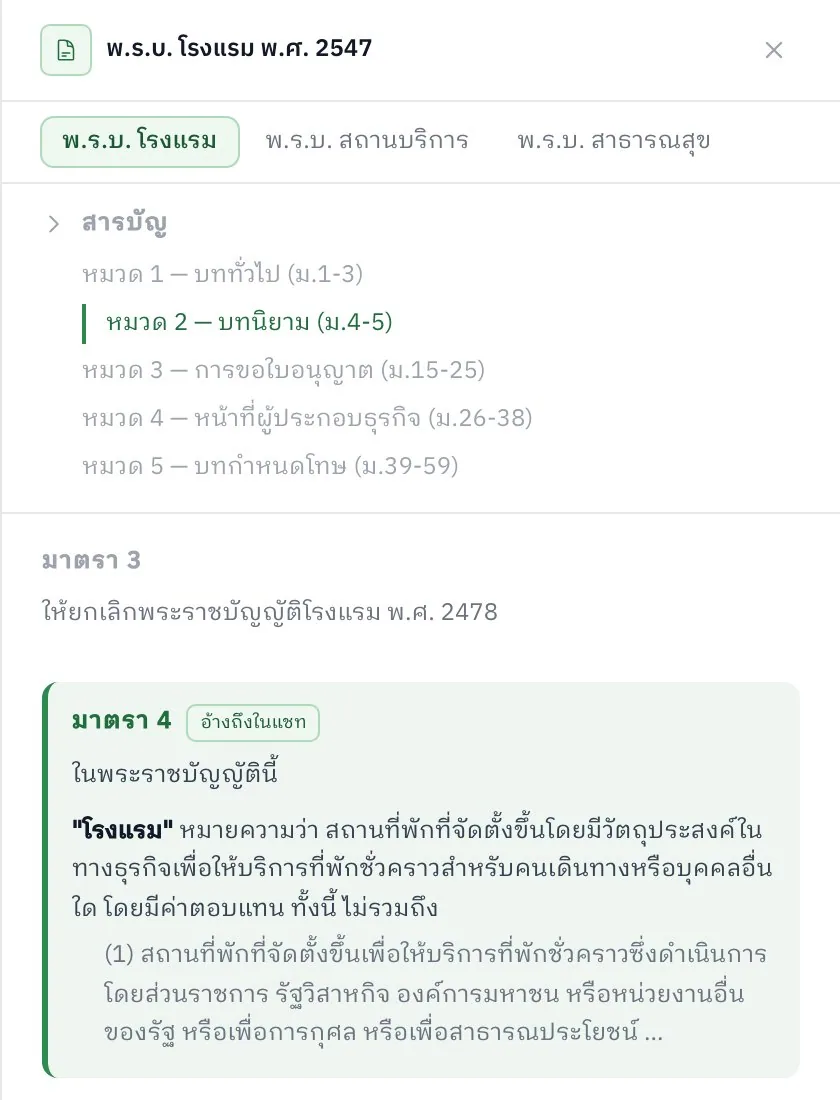 พ.ร.บ. โรงแรม พ.ศ. 2547
พ.ร.บ. โรงแรม พ.ร.บ. สถานบริการ พ.ร.บ. สาธารณสุข
สารบัญ
หมวด 1 — บททั่วไป (ม.1-3)
หมวด 2 — บทนิยาม (ม.4-5)
หมวด 3 — การขอใบอนุญาต (ม.15-25)
หมวด 4 — หน้าที่ผู้ประกอบธุรกิจ (ม.26-38)
หมวด 5 — บทกำหนดโทษ (ม.39-59)
มาตรา 3
ให้ยกเลิกพระราชบัญญัติโรงแรม พ.ศ. 2478
มาตรา 4 อ้างถึงในแชท
ในพระราชบัญญัตินี้
"โรงแรม" หมายความว่า สถานที่พักที่จัดตั้งขึ้นโดยมีวัตถุประสงค์ใน
ทางธุรกิจเพื่อให้บริการที่พักชั่วคราวสำหรับคนเดินทางหรือบุคคลอื่น
ใด โดยมีค่าตอบแทน ทั้งนี้ ไม่รวมถึง
(1) สถานที่พักที่จัดตั้งขึ้นเพื่อให้บริการที่พักชั่วคราวซึ่งดำเนินการ
โดยส่วนราชการ รัฐวิสาหกิจ องค์การมหาชน หรือหน่วยงานอื่น
ของรัฐ หรือเพื่อการกุศล หรือเพื่อสาธารณประโยชน์ ...